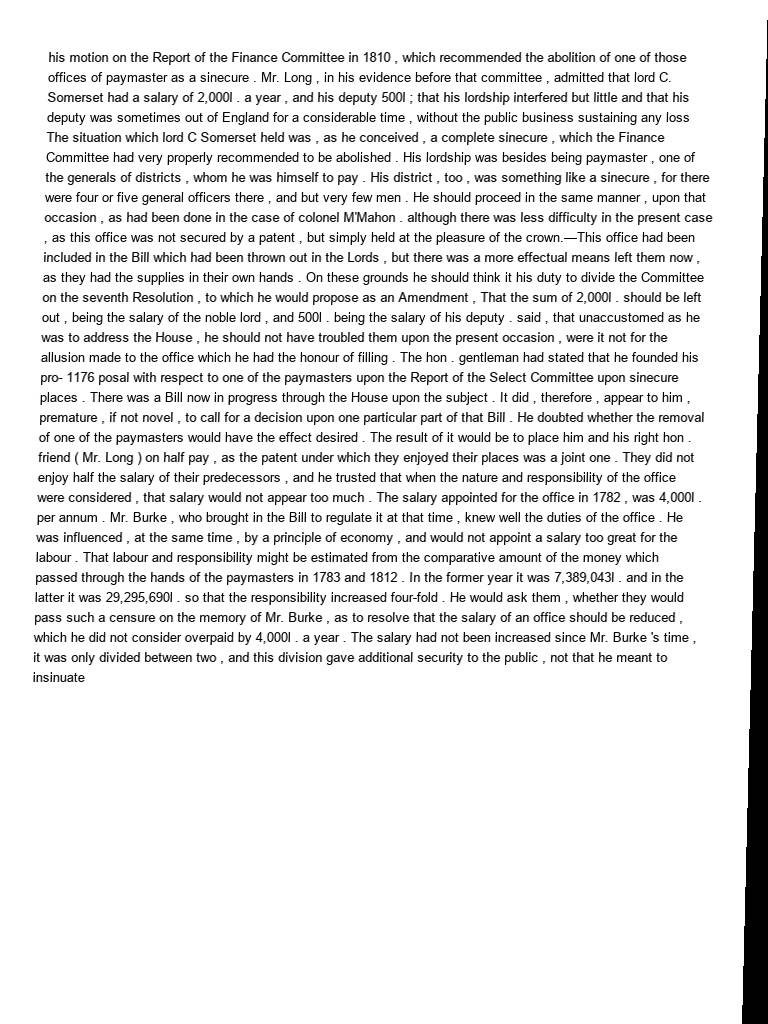 his motion on the Report of the Finance Committee in 1810 , which recommended the abolition of one of those
offices of paymaster as a sinecure . Mr. Long , in his evidence before that committee , admitted that lord C.
Somerset had a salary of 2,000l . a year , and his deputy 500l ; that his lordship interfered but little and that his
deputy was sometimes out of England for a considerable time , without the public business sustaining any loss
The situation which lord C Somerset held was , as he conceived , a complete sinecure , which the Finance
Committee had very properly recommended to be abolished . His lordship was besides being paymaster , one of
the generals of districts , whom he was himself to pay . His district , too , was something like a sinecure , for there
were four or five general officers there , and but very few men . He should proceed in the same manner , upon that
occasion , as had been done in the case of colonel M'Mahon . although there was less difficulty in the present case
, as this office was not secured by a patent , but simply held at the pleasure of the crown.—This office had been
included in the Bill which had been thrown out in the Lords , but there was a more effectual means left them now ,
as they had the supplies in their own hands . On these grounds he should think it his duty to divide the Committee
on the seventh Resolution , to which he would propose as an Amendment , That the sum of 2,000l . should be left
out , being the salary of the noble lord , and 500l . being the salary of his deputy . said , that unaccustomed as he
was to address the House , he should not have troubled them upon the present occasion , were it not for the
allusion made to the office which he had the honour of filling . The hon . gentleman had stated that he founded his
pro- 1176 posal with respect to one of the paymasters upon the Report of the Select Committee upon sinecure
places . There was a Bill now in progress through the House upon the subject . It did , therefore , appear to him ,
premature , if not novel , to call for a decision upon one particular part of that Bill . He doubted whether the removal
of one of the paymasters would have the effect desired . The result of it would be to place him and his right hon .
friend ( Mr. Long ) on half pay , as the patent under which they enjoyed their places was a joint one . They did not
enjoy half the salary of their predecessors , and he trusted that when the nature and responsibility of the office
were considered , that salary would not appear too much . The salary appointed for the office in 1782 , was 4,000l .
per annum . Mr. Burke , who brought in the Bill to regulate it at that time , knew well the duties of the office . He
was influenced , at the same time , by a principle of economy , and would not appoint a salary too great for the
labour . That labour and responsibility might be estimated from the comparative amount of the money which
passed through the hands of the paymasters in 1783 and 1812 . In the former year it was 7,389,043l . and in the
latter it was 29,295,690l . so that the responsibility increased four-fold . He would ask them , whether they would
pass such a censure on the memory of Mr. Burke , as to resolve that the salary of an office should be reduced ,
which he did not consider overpaid by 4,000l . a year . The salary had not been increased since Mr. Burke 's time ,
it was only divided between two , and this division gave additional security to the public , not that he meant to
insinuate